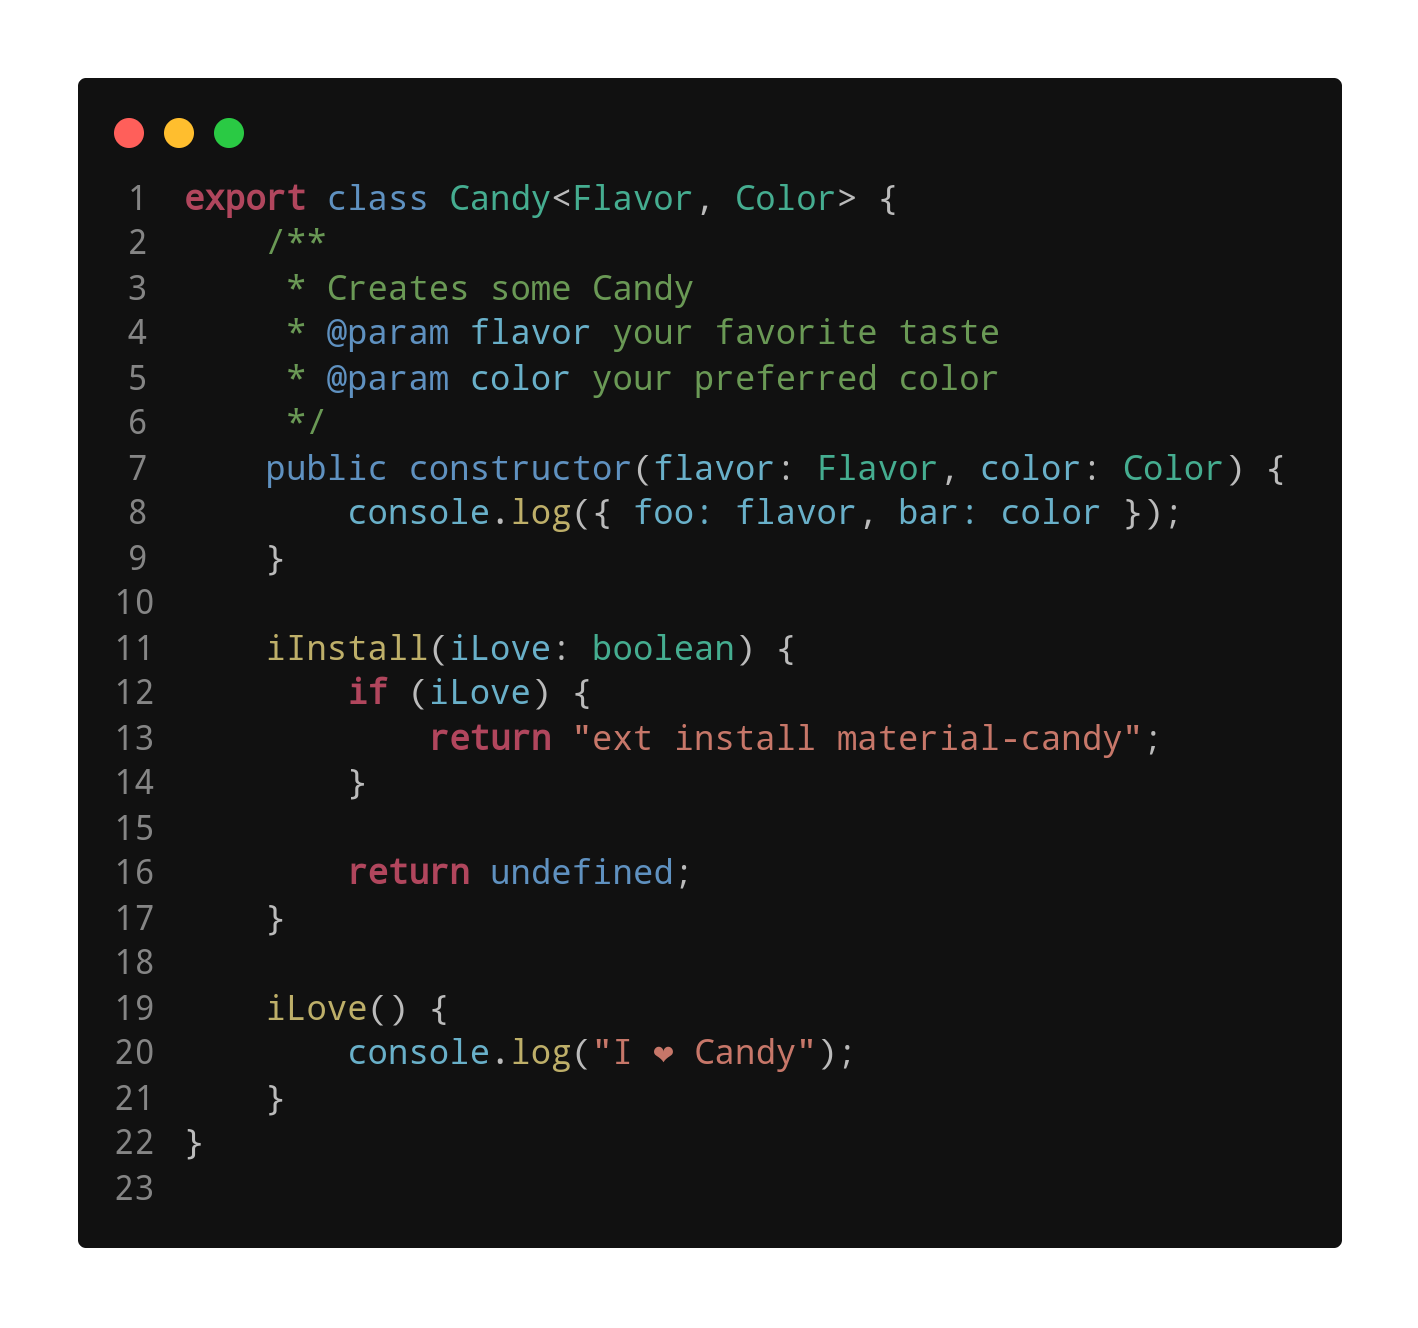 1 export class Candy<Flavor, Color> {
2     /**
3      * Creates some Candy
4      * @param flavor your favorite taste
5      * @param color your preferred color
6      */
7     public constructor(flavor: Flavor, color: Color) {
8         console.log({ foo: flavor, bar: color });
9     }
10
11     iInstall(iLove: boolean) {
12         if (iLove) {
13             return "ext install material-candy";
14         }
15
16         return undefined;
17     }
18
19     iLove() {
20         console.log("I ❤ Candy");
21     }
22 }
23